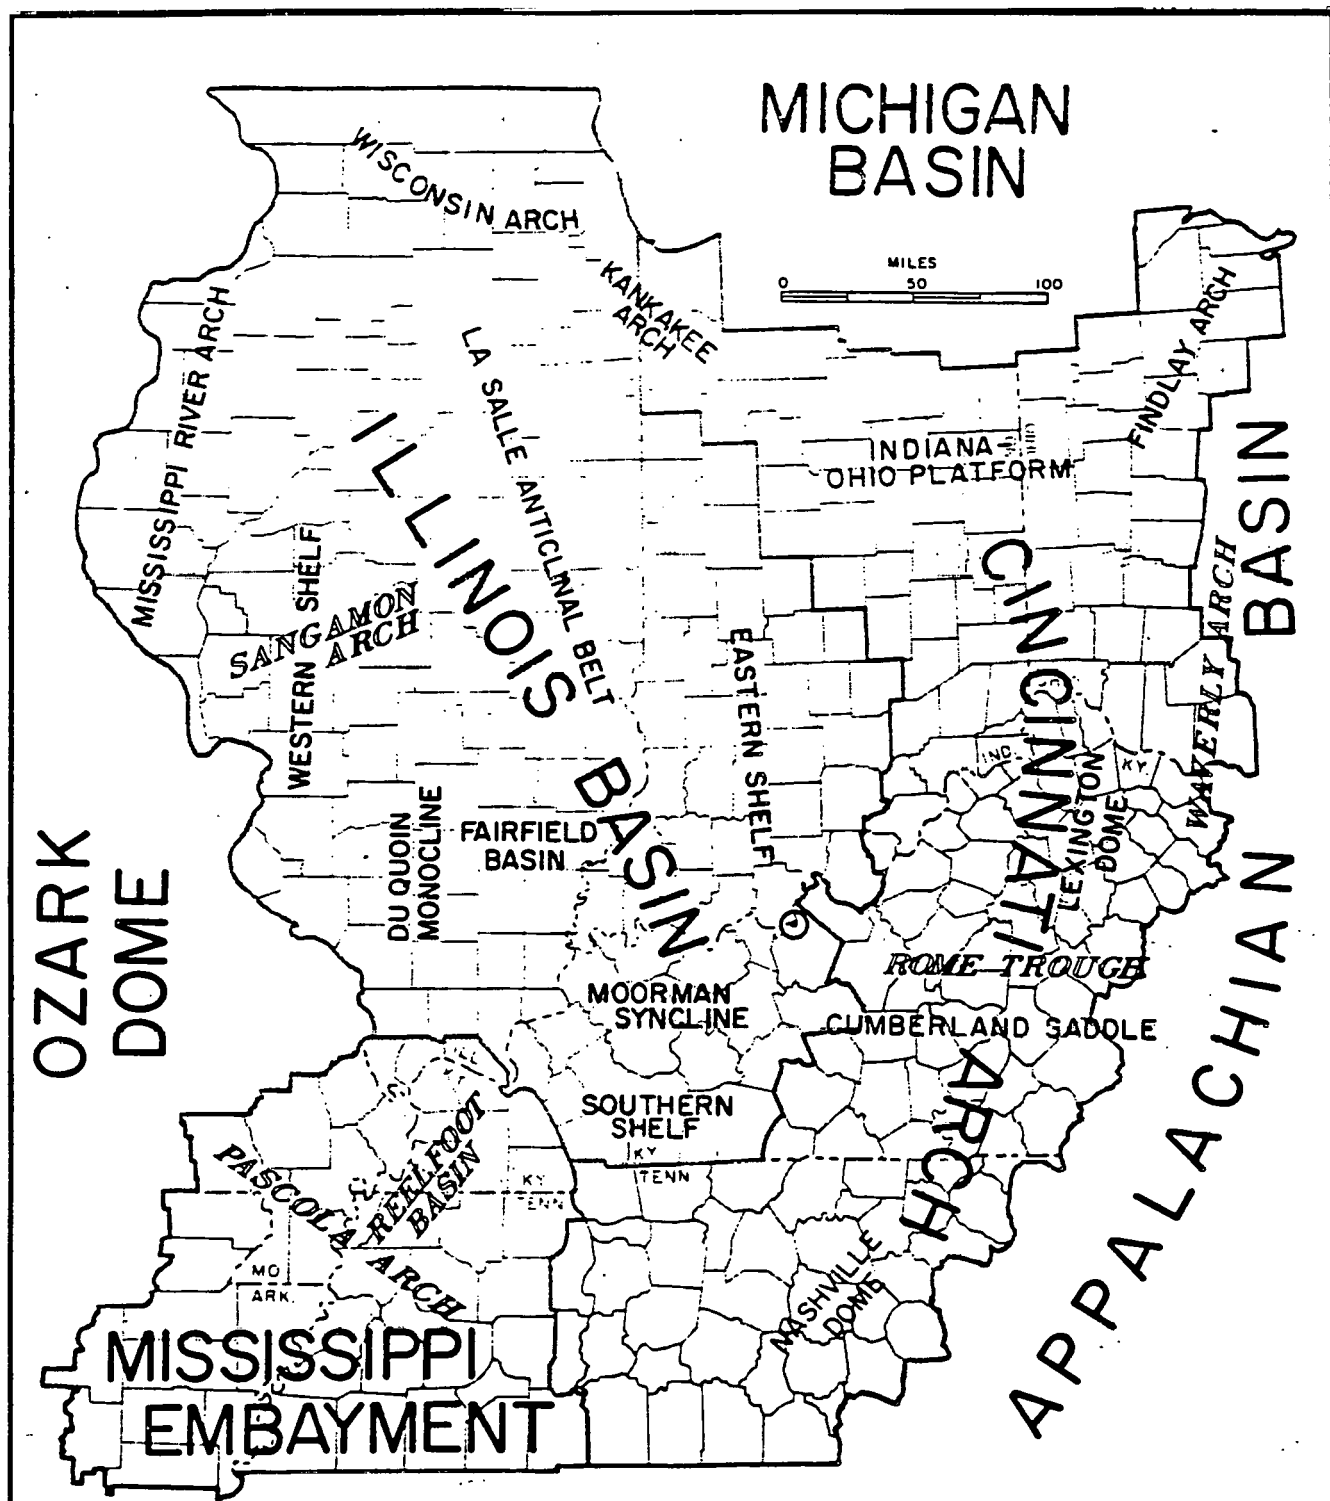 MICHIGAN
BASIN
WISCONSIN ARCH
KANKAKEE
ARCH
MILES
0 50 100
FINDLAY ARCH
MISSISSIPPI RIVER ARCH
LA SALLE ANTICLINAL BELT
ILLINOIS BASIN
INDIANA-
OHIO PLATFORM
WESTERN SHELF
SANGAMON
ARCH
EASTERN SHELF
CINCINNATI ARCH
WAVERLY ARCH
APPALACHIAN BASIN
IND.
KY.
LEXINGTON
DOME
OZARK
DOME
DU QUOIN
MONOCLINE
FAIRFIELD
BASIN
ROME TROUGH
MOORMAN
SYNCLINE
CUMBERLAND SADDLE
SOUTHERN
SHELF
KY
TENN
REELFOOT
BASIN
KY
TENN
PASCOLA ARCH
MO
ARK.
NASHVILLE
DOME
MISSISSIPPI
EMBAYMENT